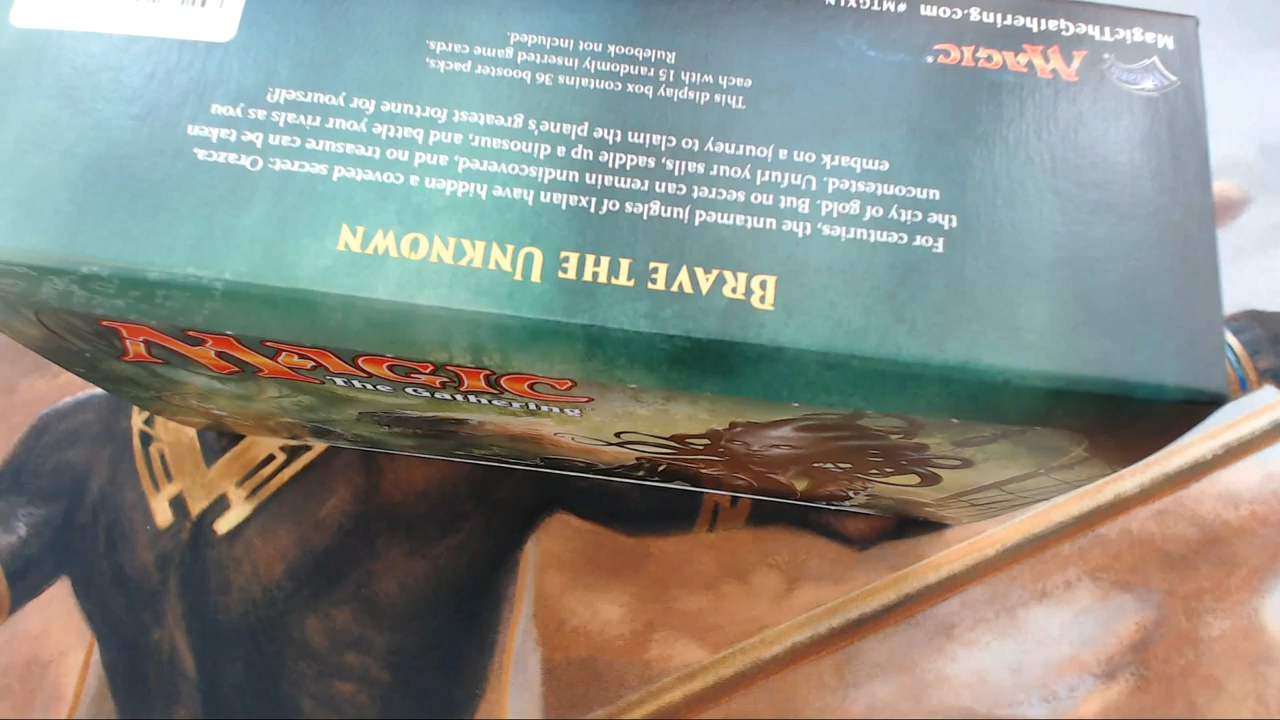 BRAVE THE UNKNOWN
For centuries, the untamed jungles of Ixalan have hidden a coveted secret: Orazca,
the city of gold. But no secret can remain undiscovered, and no treasure can be taken
uncontested. Unfurl your sails, saddle up a dinosaur, and battle your rivals as you
embark on a journey to claim the plane's greatest fortune for yourself!
This display box contains 36 booster packs,
each with 15 randomly inserted game cards.
Rulebook not included.
MAGIC
MagicTheGathering.com #MTGXLN
MAGIC
The Gathering